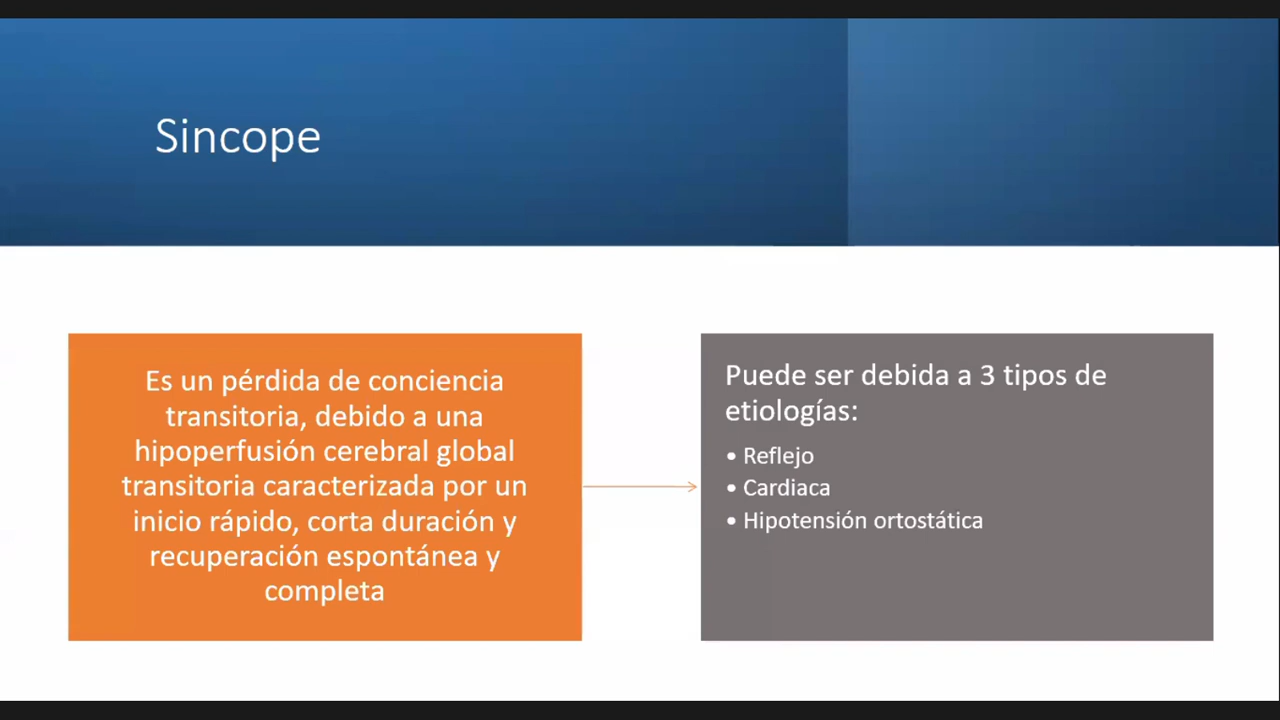 Sincope
Es un pérdida de conciencia
transitoria, debido a una
hipoperfusión cerebral global
transitoria caracterizada por un
inicio rápido, corta duración y
recuperación espontánea y
completa
Puede ser debida a 3 tipos de
etiologías:
• Reflejo
• Cardiaca
• Hipotensión ortostática